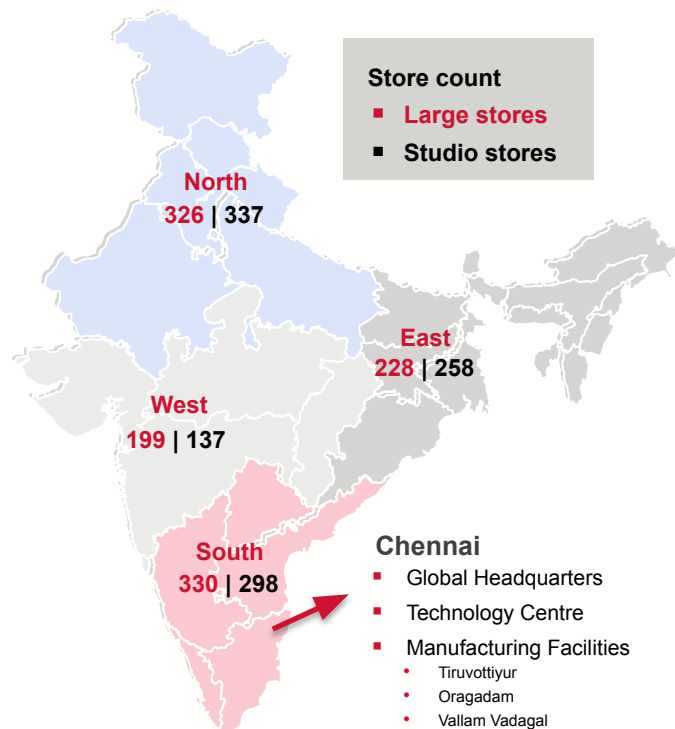 Store count
Large stores
Studio stores
North
326 | 337
East
228 | 258
West
199 | 137
South
330 | 298
Chennai
Global Headquarters
Technology Centre
Manufacturing Facilities
Tiruvottiyur
Oragadam
Vallam Vadagal